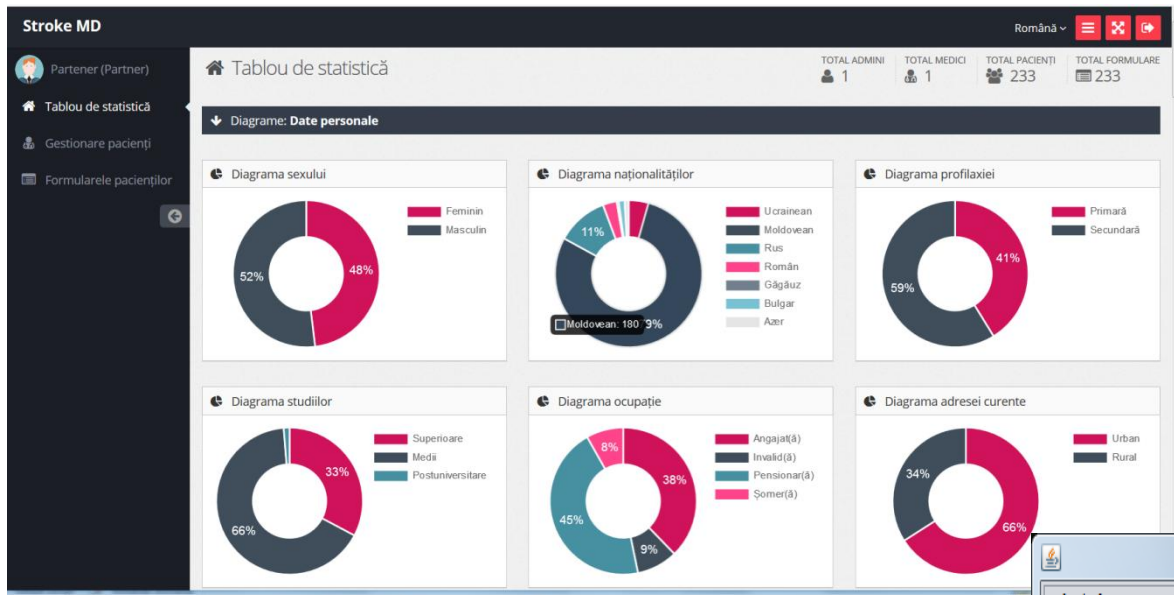 Stroke MD
Română
Partener (Partner)
Tablou de statistică
Gestionare pacienți
Formularele pacienților
Tablou de statistică
TOTAL ADMINI
1
TOTAL MEDICI
1
TOTAL PACIENȚI
233
TOTAL FORMULARE
233
Diagrame: Date personale
Diagrama sexului
Feminin
Masculin
52%
48%
Diagrama naționalităților
Ucrainean
Moldovean
Rus
Român
Găgăuz
Bulgar
Azer
11%
Moldovean: 180
9%
Diagrama profilaxiei
Primară
Secundară
41%
59%
Diagrama studiilor
Superioare
Medii
Postuniversitare
33%
66%
Diagrama ocupație
Angajat(ă)
Invalid(ă)
Pensionar(ă)
Șomer(ă)
8%
38%
45%
9%
Diagrama adresei curente
Urban
Rural
34%
66%